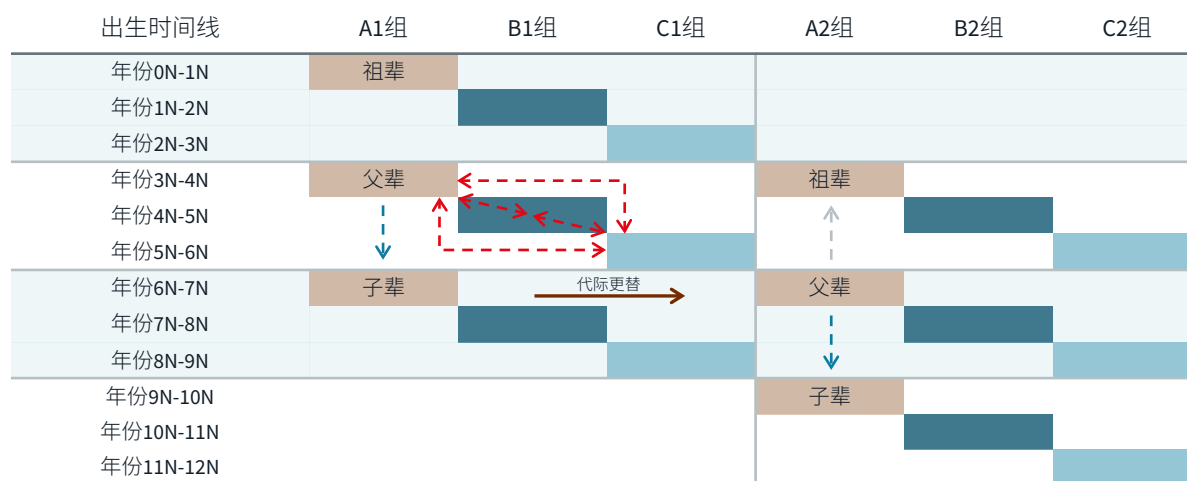 出生时间线 A1组 B1组 C1组 A2组 B2组 C2组
年份0N-1N 祖辈
年份1N-2N
年份2N-3N
年份3N-4N 父辈 祖辈
年份4N-5N
年份5N-6N
年份6N-7N 子辈 代际更替 父辈
年份7N-8N
年份8N-9N
年份9N-10N 子辈
年份10N-11N
年份11N-12N